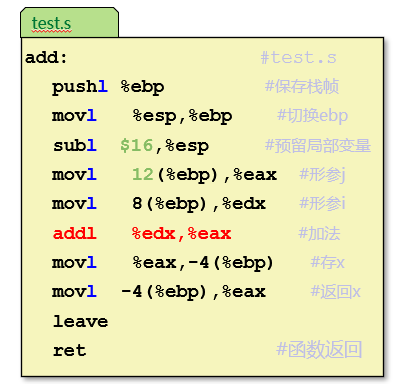 test.s
add: #test.s
pushl %ebp #保存栈帧
movl %esp,%ebp #切换ebp
subl $16,%esp #预留局部变量
movl 12(%ebp),%eax #形参j
movl 8(%ebp),%edx #形参i
addl %edx,%eax #加法
movl %eax,-4(%ebp) #存x
movl -4(%ebp),%eax #返回x
leave
ret #函数返回